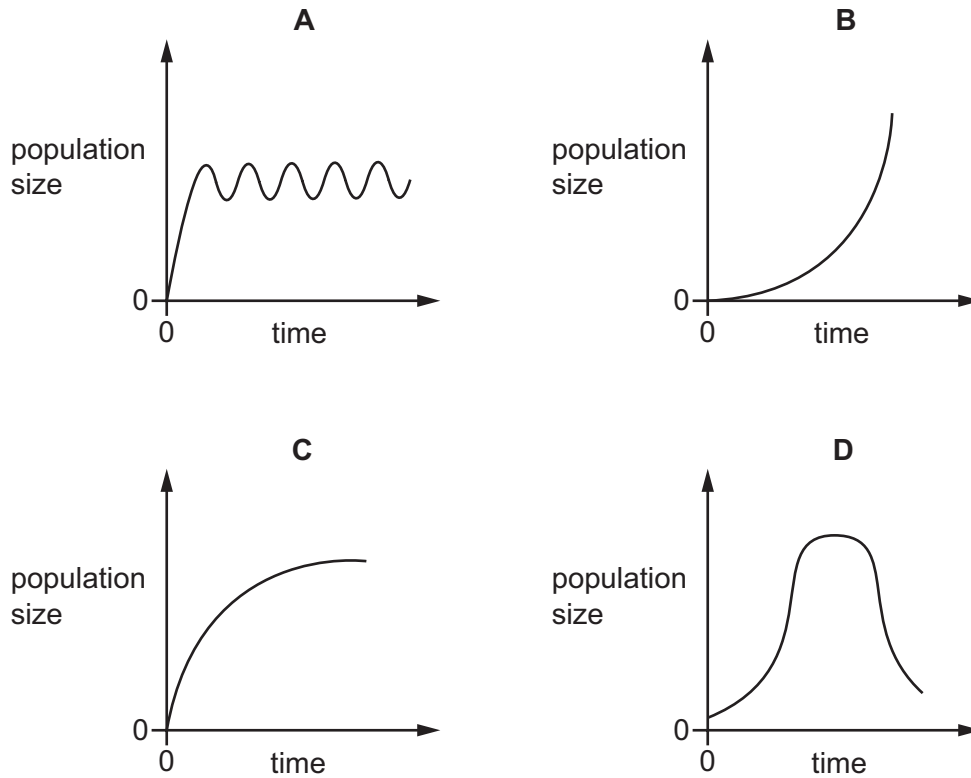 A
population
size
0
0
time
B
population
size
0
0
time
C
population
size
0
0
time
D
population
size
0
0
time